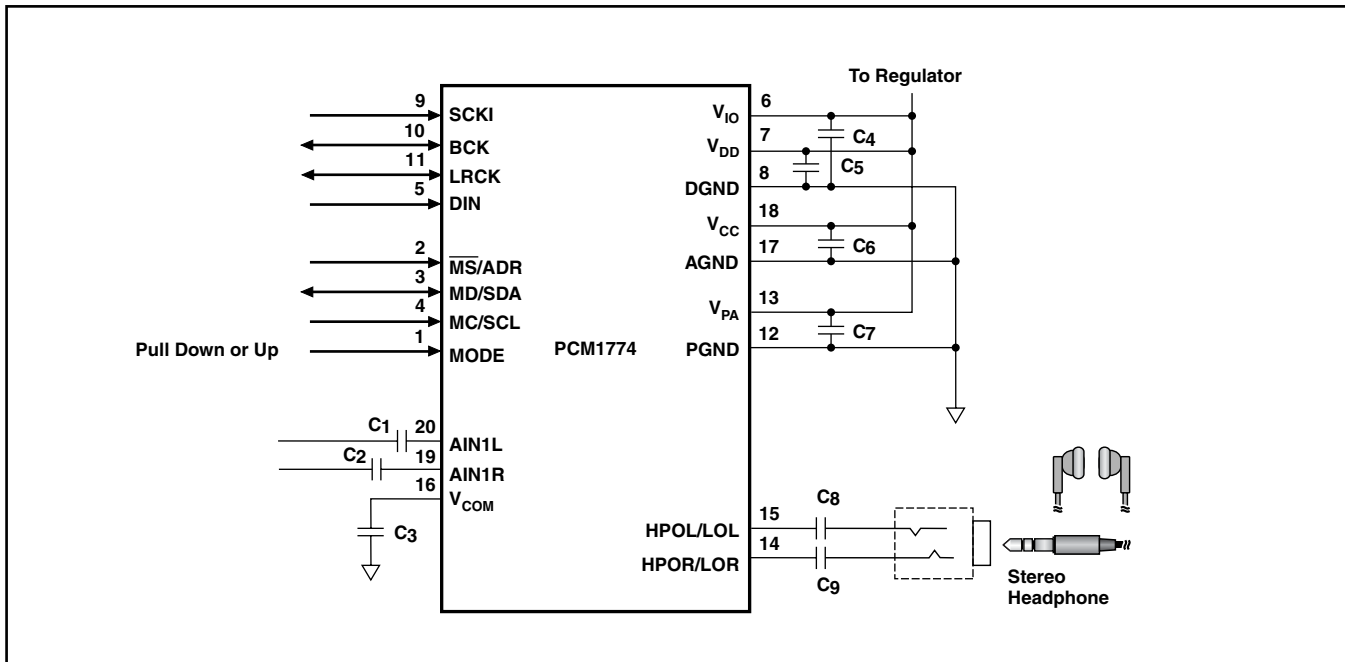 To Regulator
9
SCKI
10
BCK
11
LRCK
5
DIN
2
MS/ADR
3
MD/SDA
4
MC/SCL
Pull Down or Up
1
MODE
PCM1774
C1
20
AIN1L
C2
19
AIN1R
16
VCOM
C3
VIO
6
C4
VDD
7
C5
DGND
8
VCC
18
C6
AGND
17
VPA
13
C7
PGND
12
HPOL/LOL
15
C8
HPOR/LOR
14
C9
Stereo
Headphone